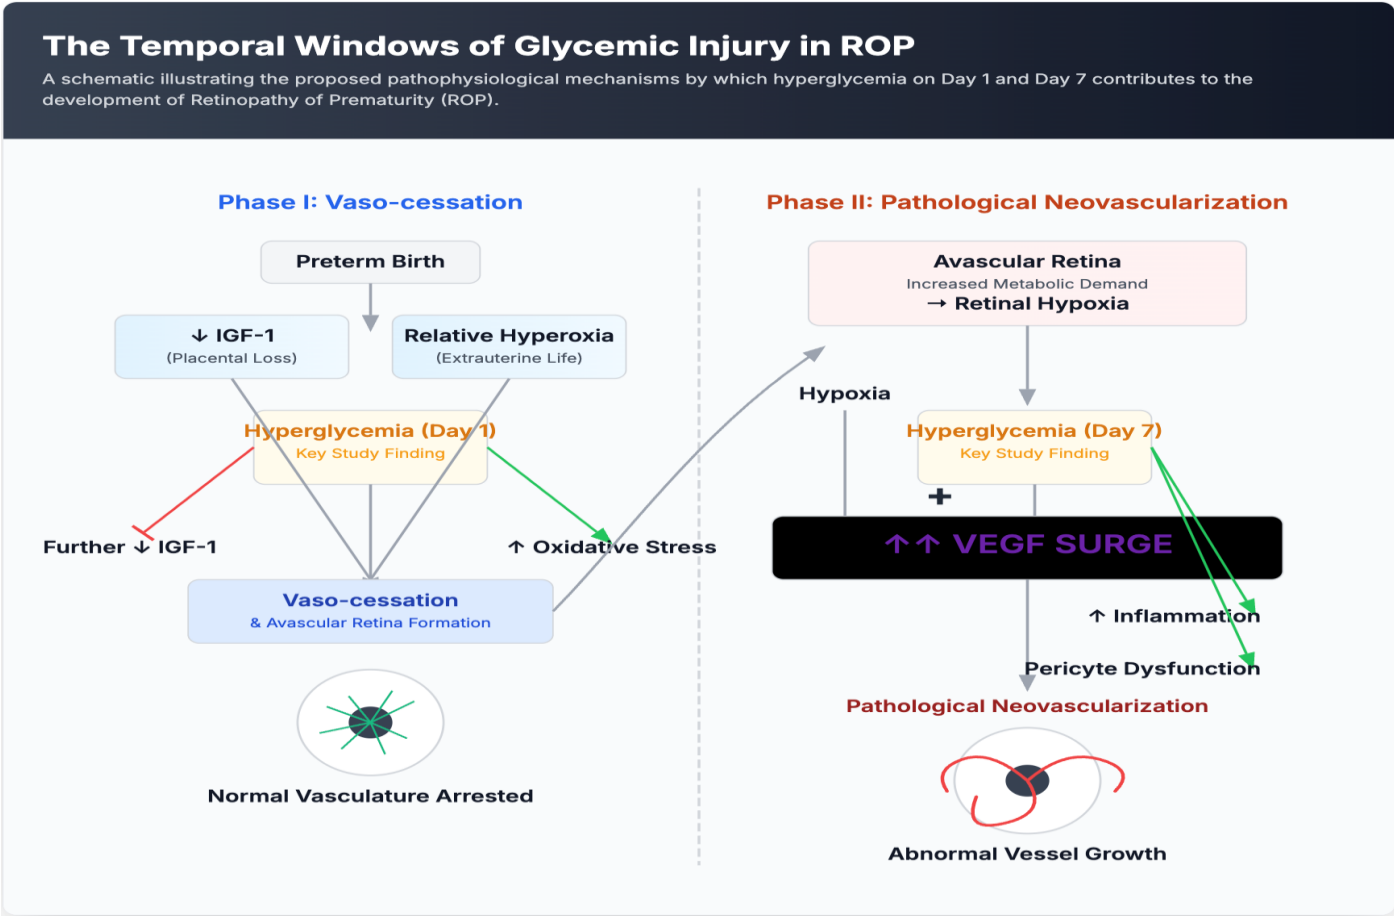 The Temporal Windows of Glycemic Injury in ROP
A schematic illustrating the proposed pathophysiological mechanisms by which hyperglycemia on Day 1 and Day 7 contributes to the
development of Retinopathy of Prematurity (ROP).
Phase I: Vaso-cessation
Preterm Birth
↓ IGF-1
(Placental Loss)
Relative Hyperoxia
(Extrauterine Life)
Hyperglycemia (Day 1)
Key Study Finding
Further ↓ IGF-1
↑ Oxidative Stress
Vaso-cessation
& Avascular Retina Formation
Normal Vasculature Arrested
Phase II: Pathological Neovascularization
Avascular Retina
Increased Metabolic Demand
→ Retinal Hypoxia
Hypoxia
Hyperglycemia (Day 7)
Key Study Finding
+
↑↑ VEGF SURGE
↑ Inflammation
Pericyte Dysfunction
Pathological Neovascularization
Abnormal Vessel Growth